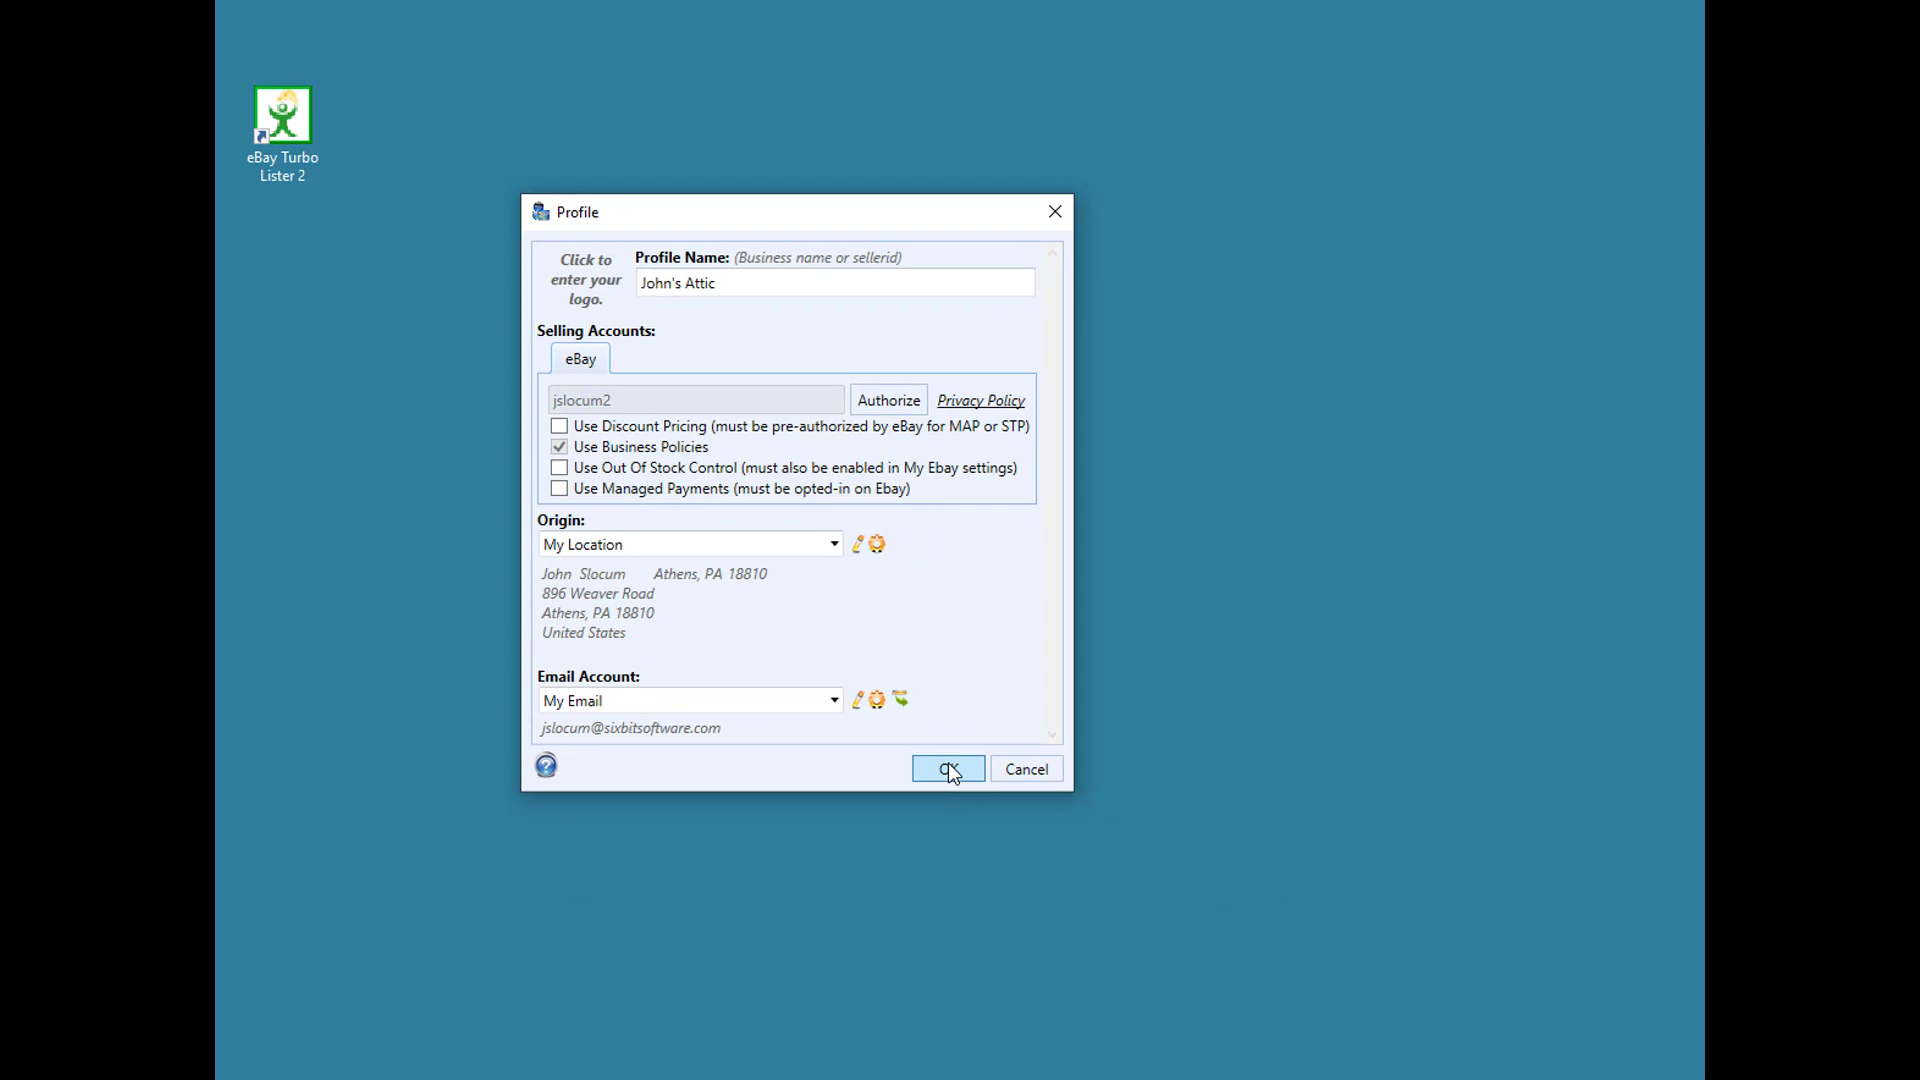 eBay Turbo
Lister 2
Profile
Click to
enter your
logo.
Profile Name: (Business name or sellerid)
John's Attic
Selling Accounts:
eBay
jslocum2
Authorize
Privacy Policy
Use Discount Pricing (must be pre-authorized by eBay for MAP or STP)
Use Business Policies
Use Out Of Stock Control (must also be enabled in My Ebay settings)
Use Managed Payments (must be opted-in on Ebay)
Origin:
My Location
John Slocum Athens, PA 18810
896 Weaver Road
Athens, PA 18810
United States
Email Account:
My Email
jslocum@sixbitsoftware.com
OK
Cancel